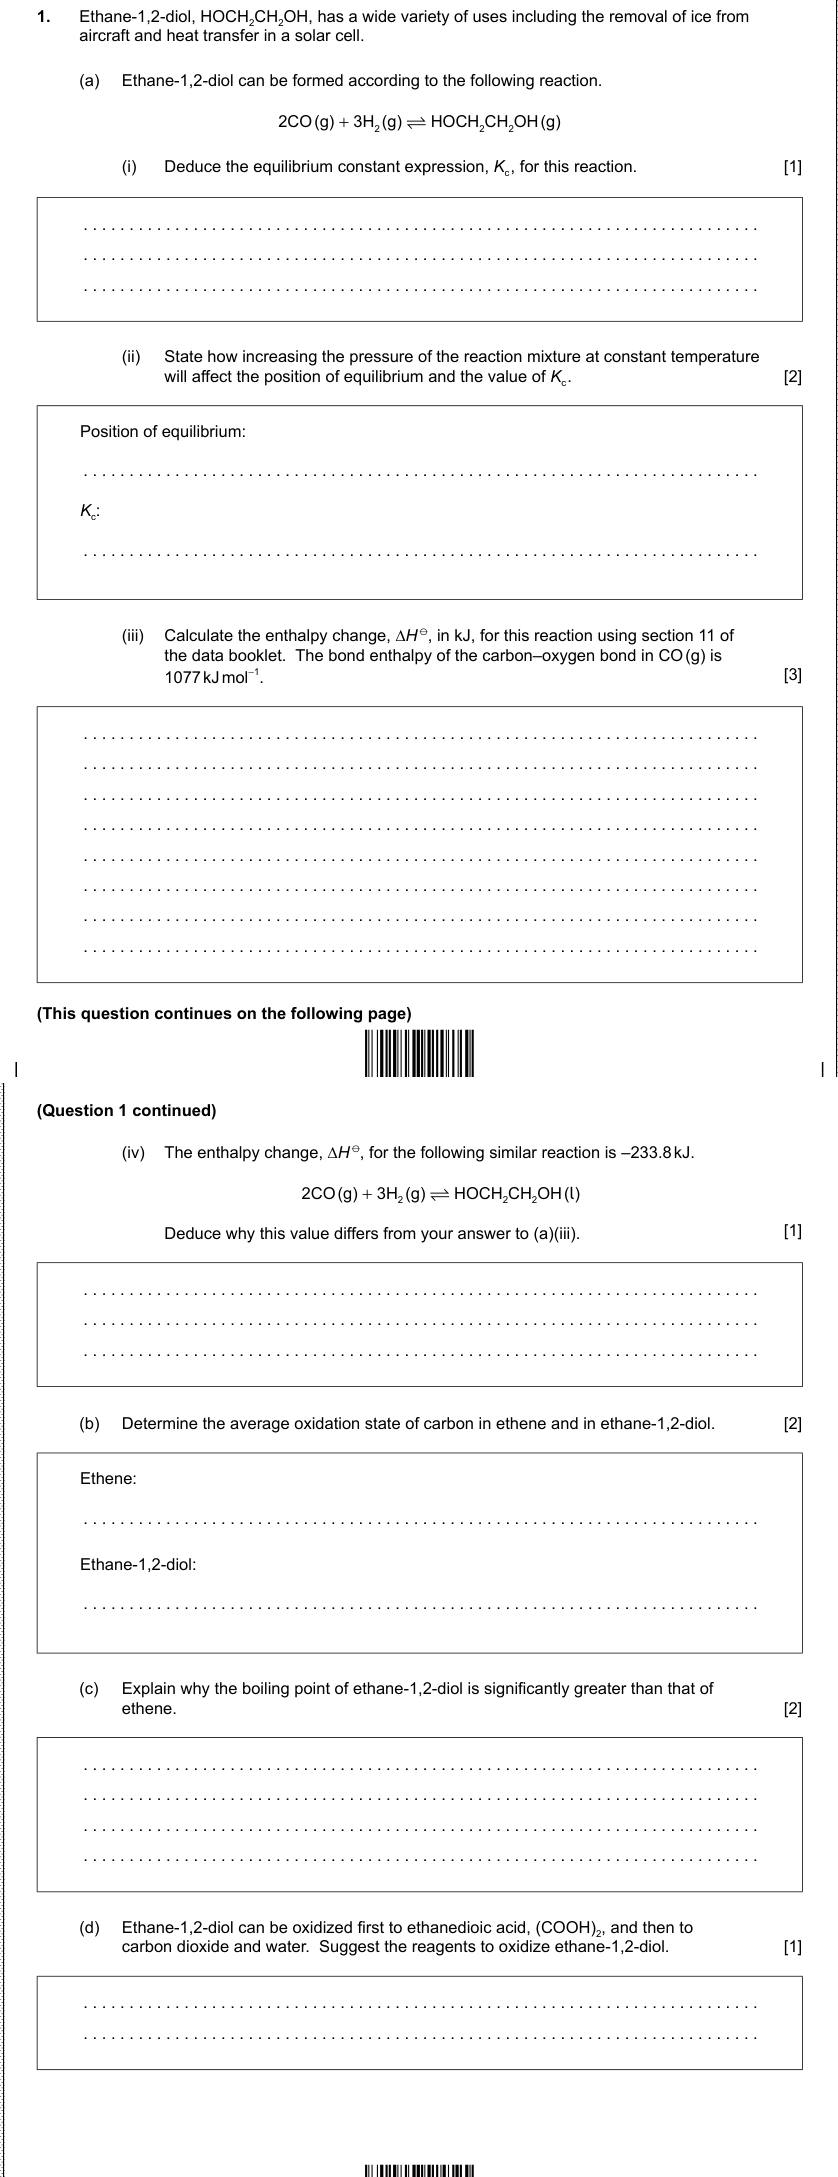 1. Ethane-1,2-diol, HOCH₂CH₂OH, has a wide variety of uses including the removal of ice from
aircraft and heat transfer in a solar cell.
(a) Ethane-1,2-diol can be formed according to the following reaction.
2CO (g) + 3H₂ (g) ⇌ HOCH₂CH₂OH (g)
(i) Deduce the equilibrium constant expression, Kc, for this reaction. [1]
(ii) State how increasing the pressure of the reaction mixture at constant temperature
will affect the position of equilibrium and the value of Kc. [2]
Position of equilibrium:
Kc:
(iii) Calculate the enthalpy change, ΔH⊖, in kJ, for this reaction using section 11 of
the data booklet. The bond enthalpy of the carbon–oxygen bond in CO (g) is
1077 kJ mol⁻¹. [3]
(This question continues on the following page)
(Question 1 continued)
(iv) The enthalpy change, ΔH⊖, for the following similar reaction is –233.8 kJ.
2CO (g) + 3H₂ (g) ⇌ HOCH₂CH₂OH (l)
Deduce why this value differs from your answer to (a)(iii). [1]
(b) Determine the average oxidation state of carbon in ethene and in ethane-1,2-diol. [2]
Ethene:
Ethane-1,2-diol:
(c) Explain why the boiling point of ethane-1,2-diol is significantly greater than that of
ethene. [2]
(d) Ethane-1,2-diol can be oxidized first to ethanedioic acid, (COOH)₂, and then to
carbon dioxide and water. Suggest the reagents to oxidize ethane-1,2-diol. [1]